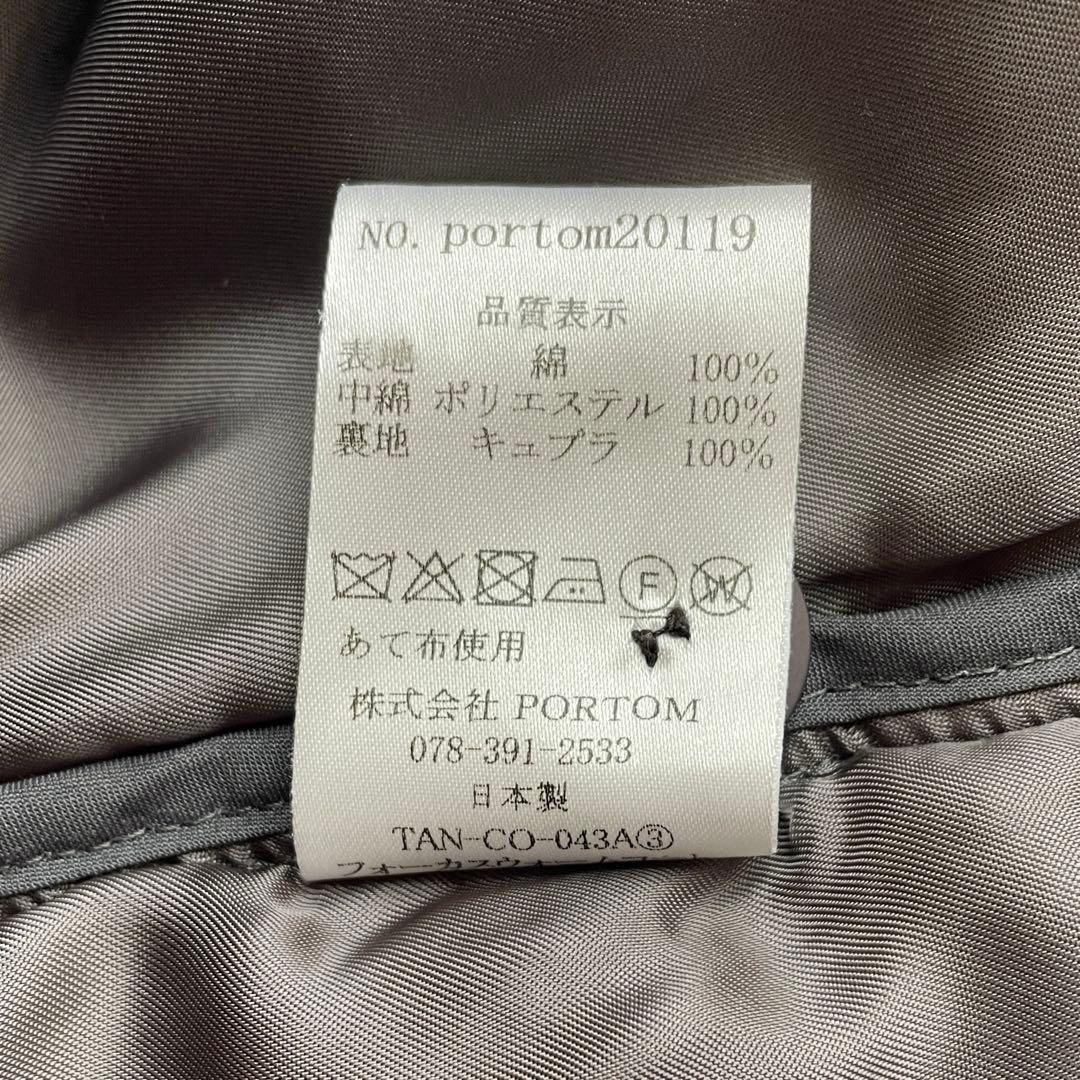 NO. portom20119
品質表示
表地 綿 100%
中綿 ポリエステル 100%
裏地 キュプラ 100%
F W
あて布使用
株式会社 PORTOM
078-391-2533
日本製
TAN-CO-043A③